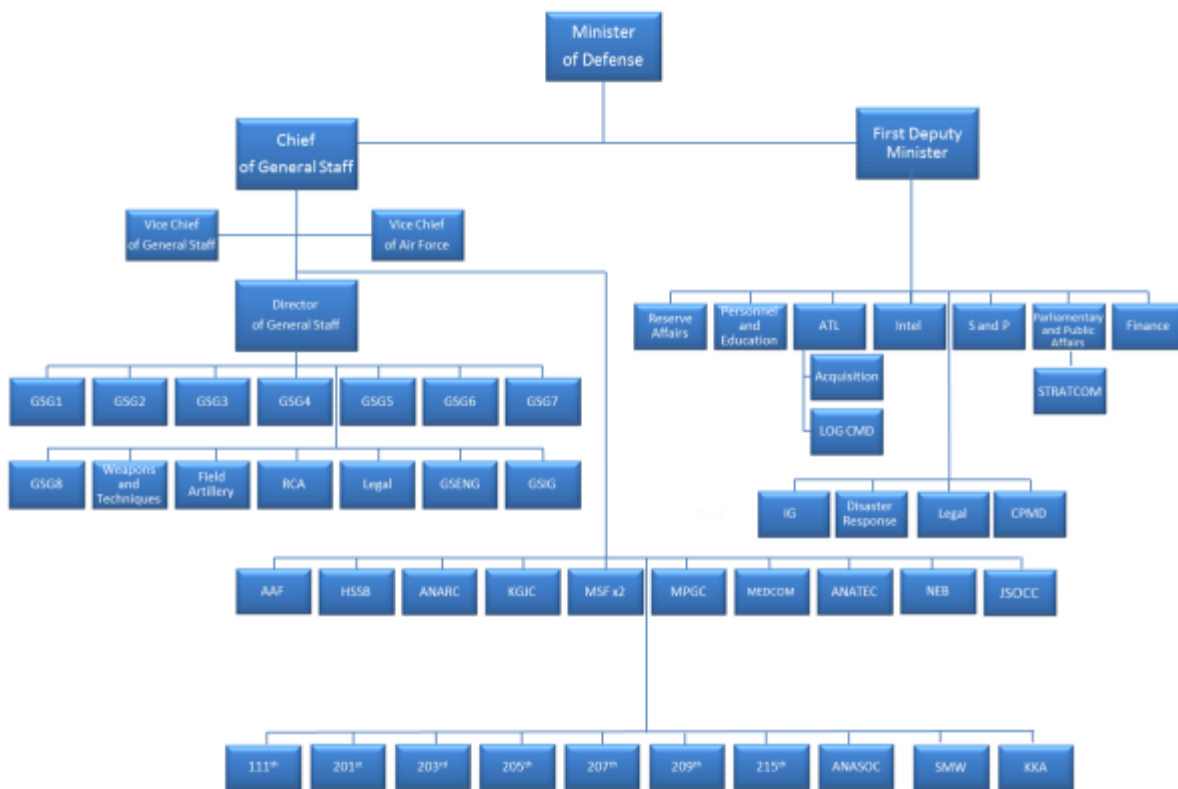 Minister
of Defense
Chief
of General Staff
First Deputy
Minister
Vice Chief
of General Staff
Vice Chief
of Air Force
Director
of General Staff
Reserve
Affairs
Personnel
and
Education
ATL
Intel
S and P
Parliamentary
and Public
Affairs
Finance
Acquisition
LOG CMD
STRATCOM
GSG1
GSG2
GSG3
GSG4
GSG5
GSG6
GSG7
GSG8
Weapons
and
Techniques
Field
Artillery
RCA
Legal
GSENG
GSIG
IG
Disaster
Response
Legal
CPMD
AAF
HSSB
ANARC
KGJC
MSF x2
MPGC
MEDCOM
ANATEC
NEB
JSOCC
111th
201st
203rd
205th
207th
209th
215th
ANASOC
SMW
KKA